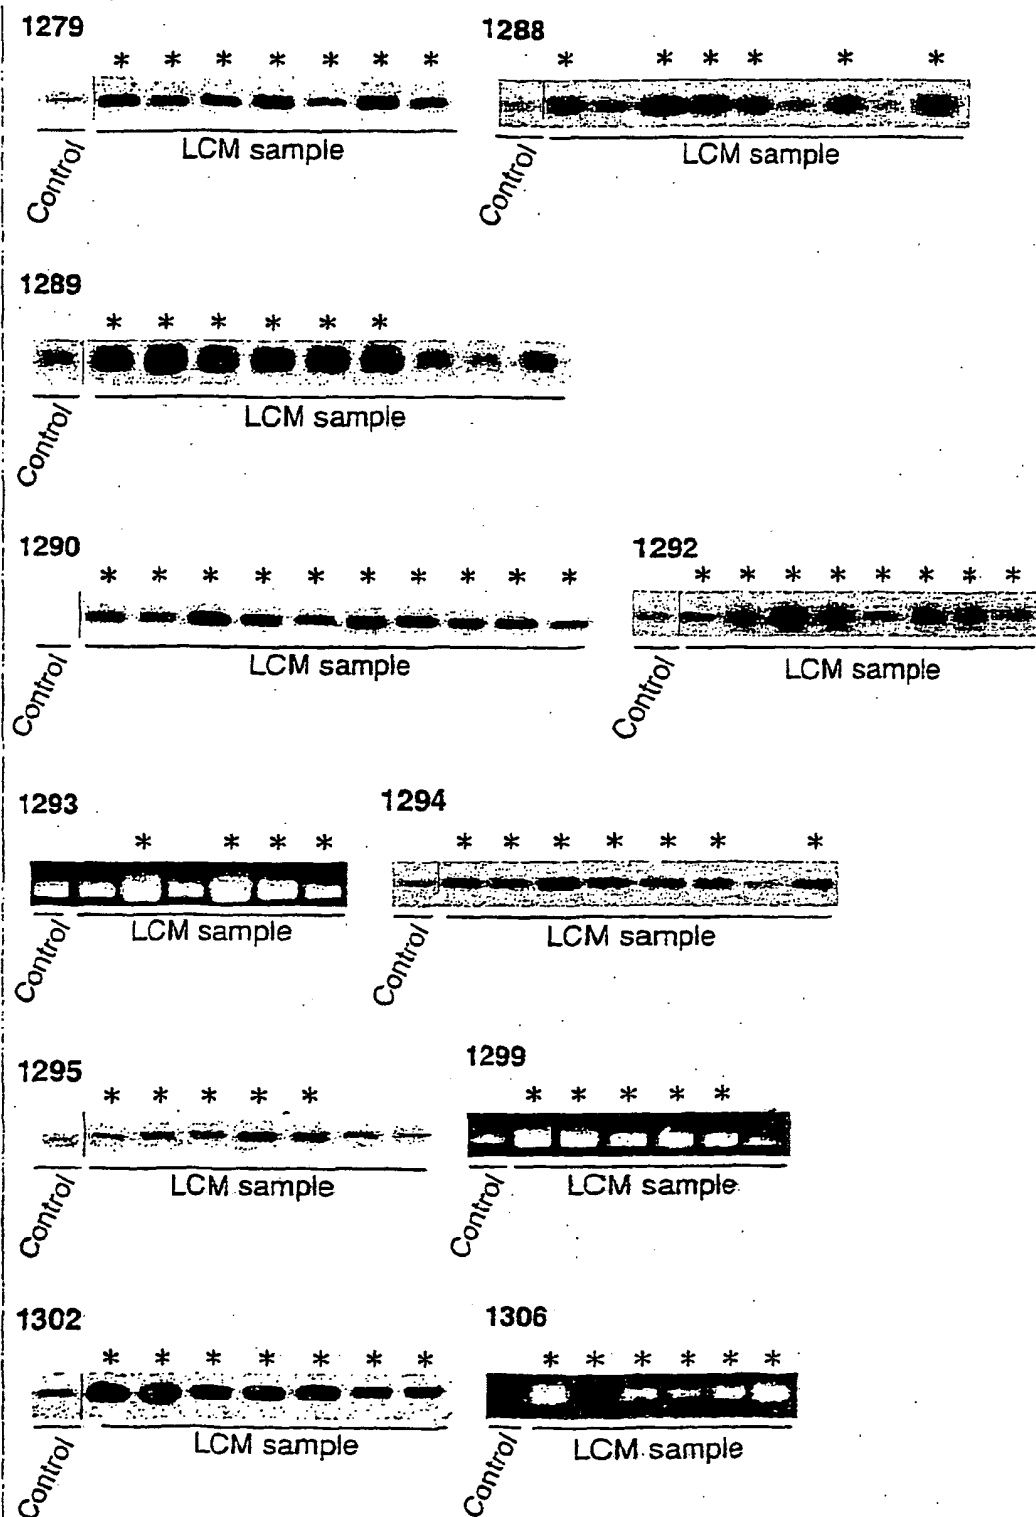 1279
* * * * * * *
Control
LCM sample
1288
* * * * * *
Control
LCM sample
1289
* * * * * *
Control
LCM sample
1290
* * * * * * * * * *
Control
LCM sample
1292
* * * * * * * *
Control
LCM sample
1293
* * * *
Control
LCM sample
1294
* * * * * * *
Control
LCM sample
1295
* * * * *
Control
LCM sample
1299
* * * * *
Control
LCM sample
1302
* * * * * * *
Control
LCM sample
1306
* * * * * *
Control
LCM sample